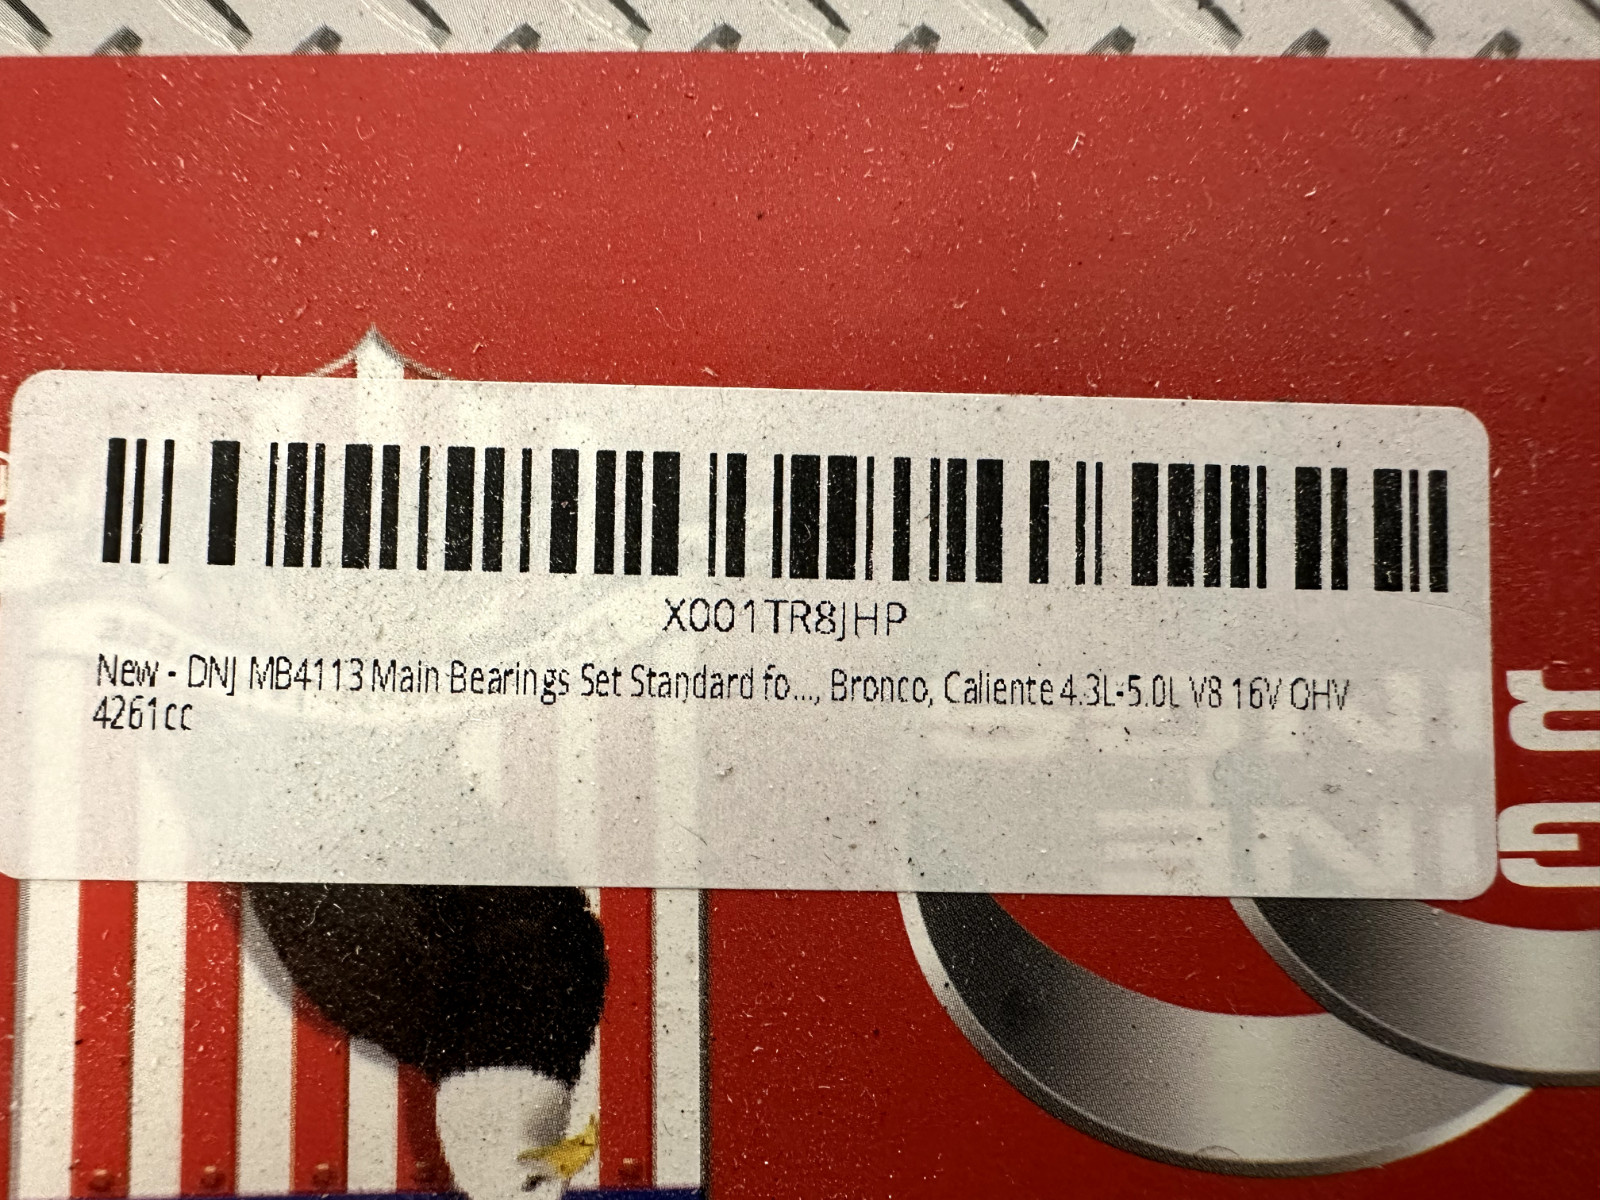 X001TR8JHP
New - DNJ MB4113 Main Bearings Set Standard fo..., Bronco, Caliente 4.3L-5.0L V8 16V OHV
4261cc